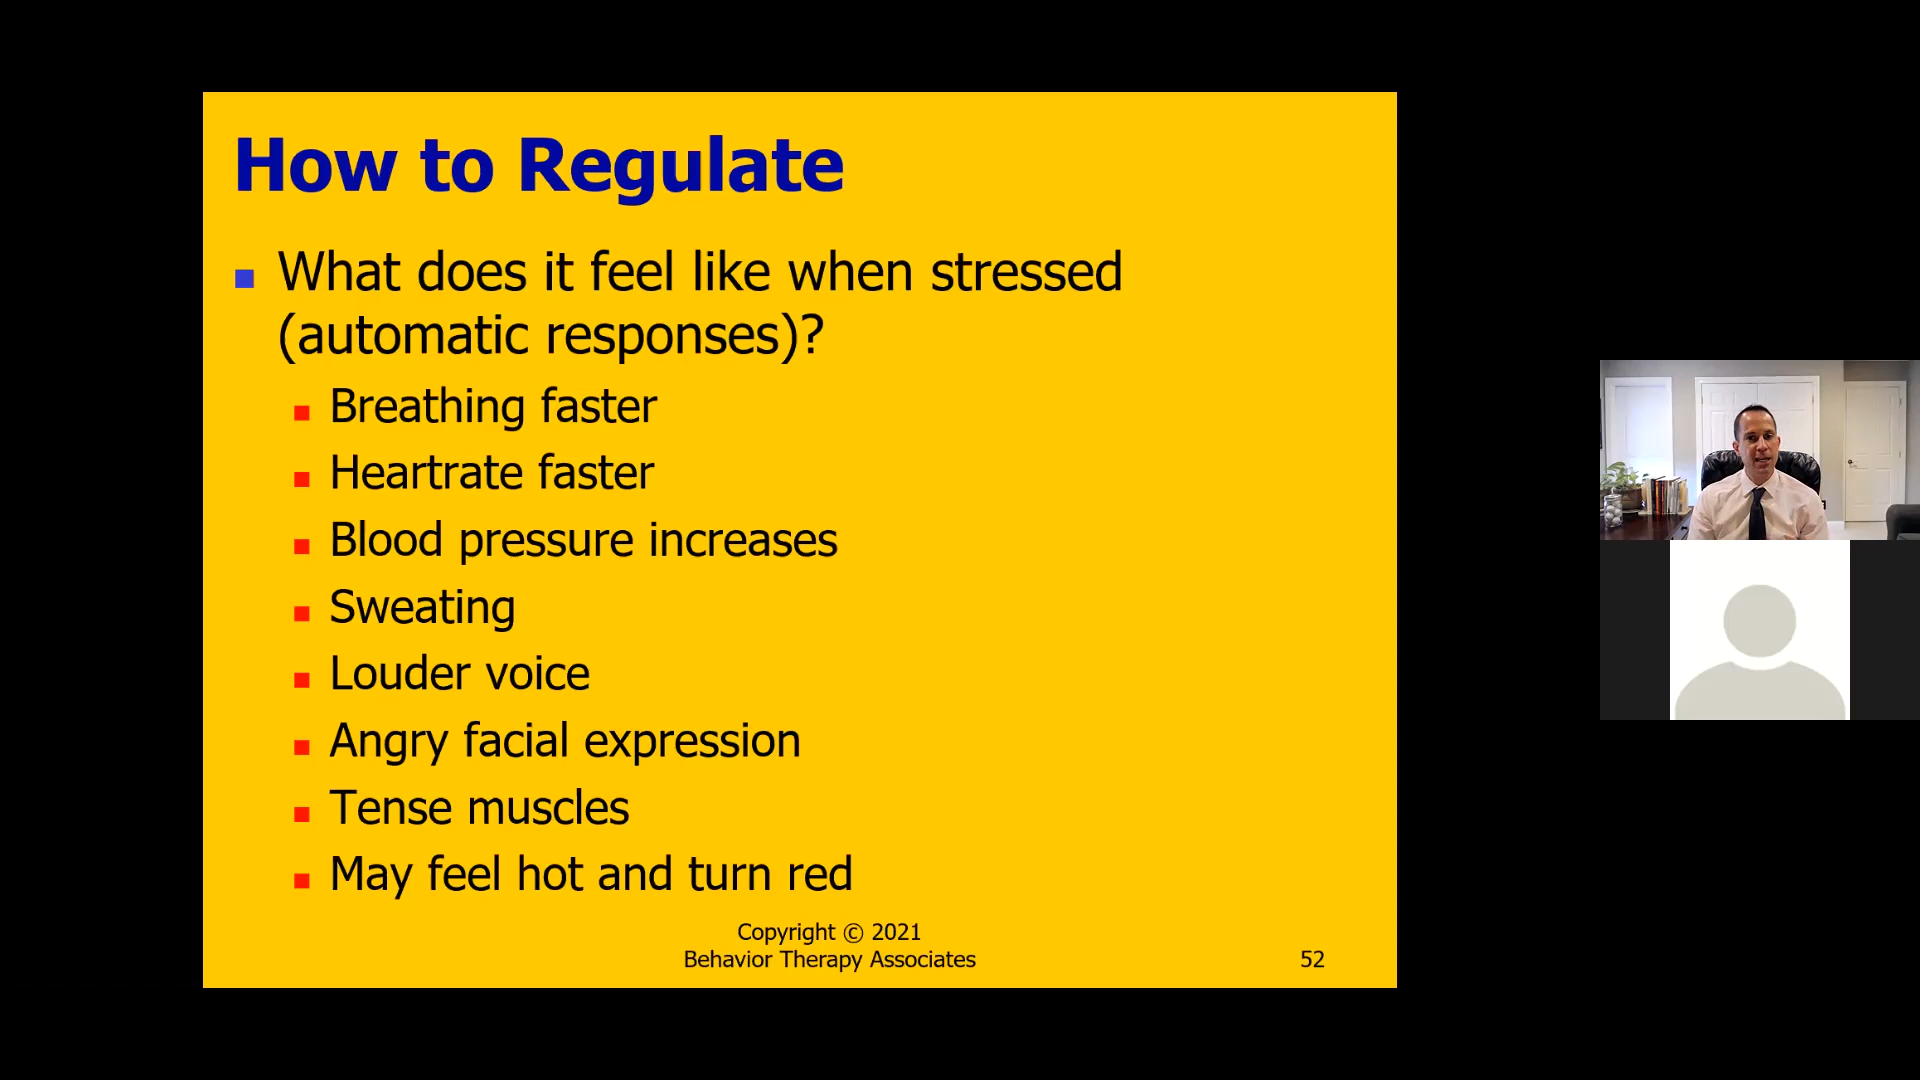 How to Regulate
What does it feel like when stressed
(automatic responses)?
Breathing faster
Heartrate faster
Blood pressure increases
Sweating
Louder voice
Angry facial expression
Tense muscles
May feel hot and turn red
Copyright © 2021
Behavior Therapy Associates
52